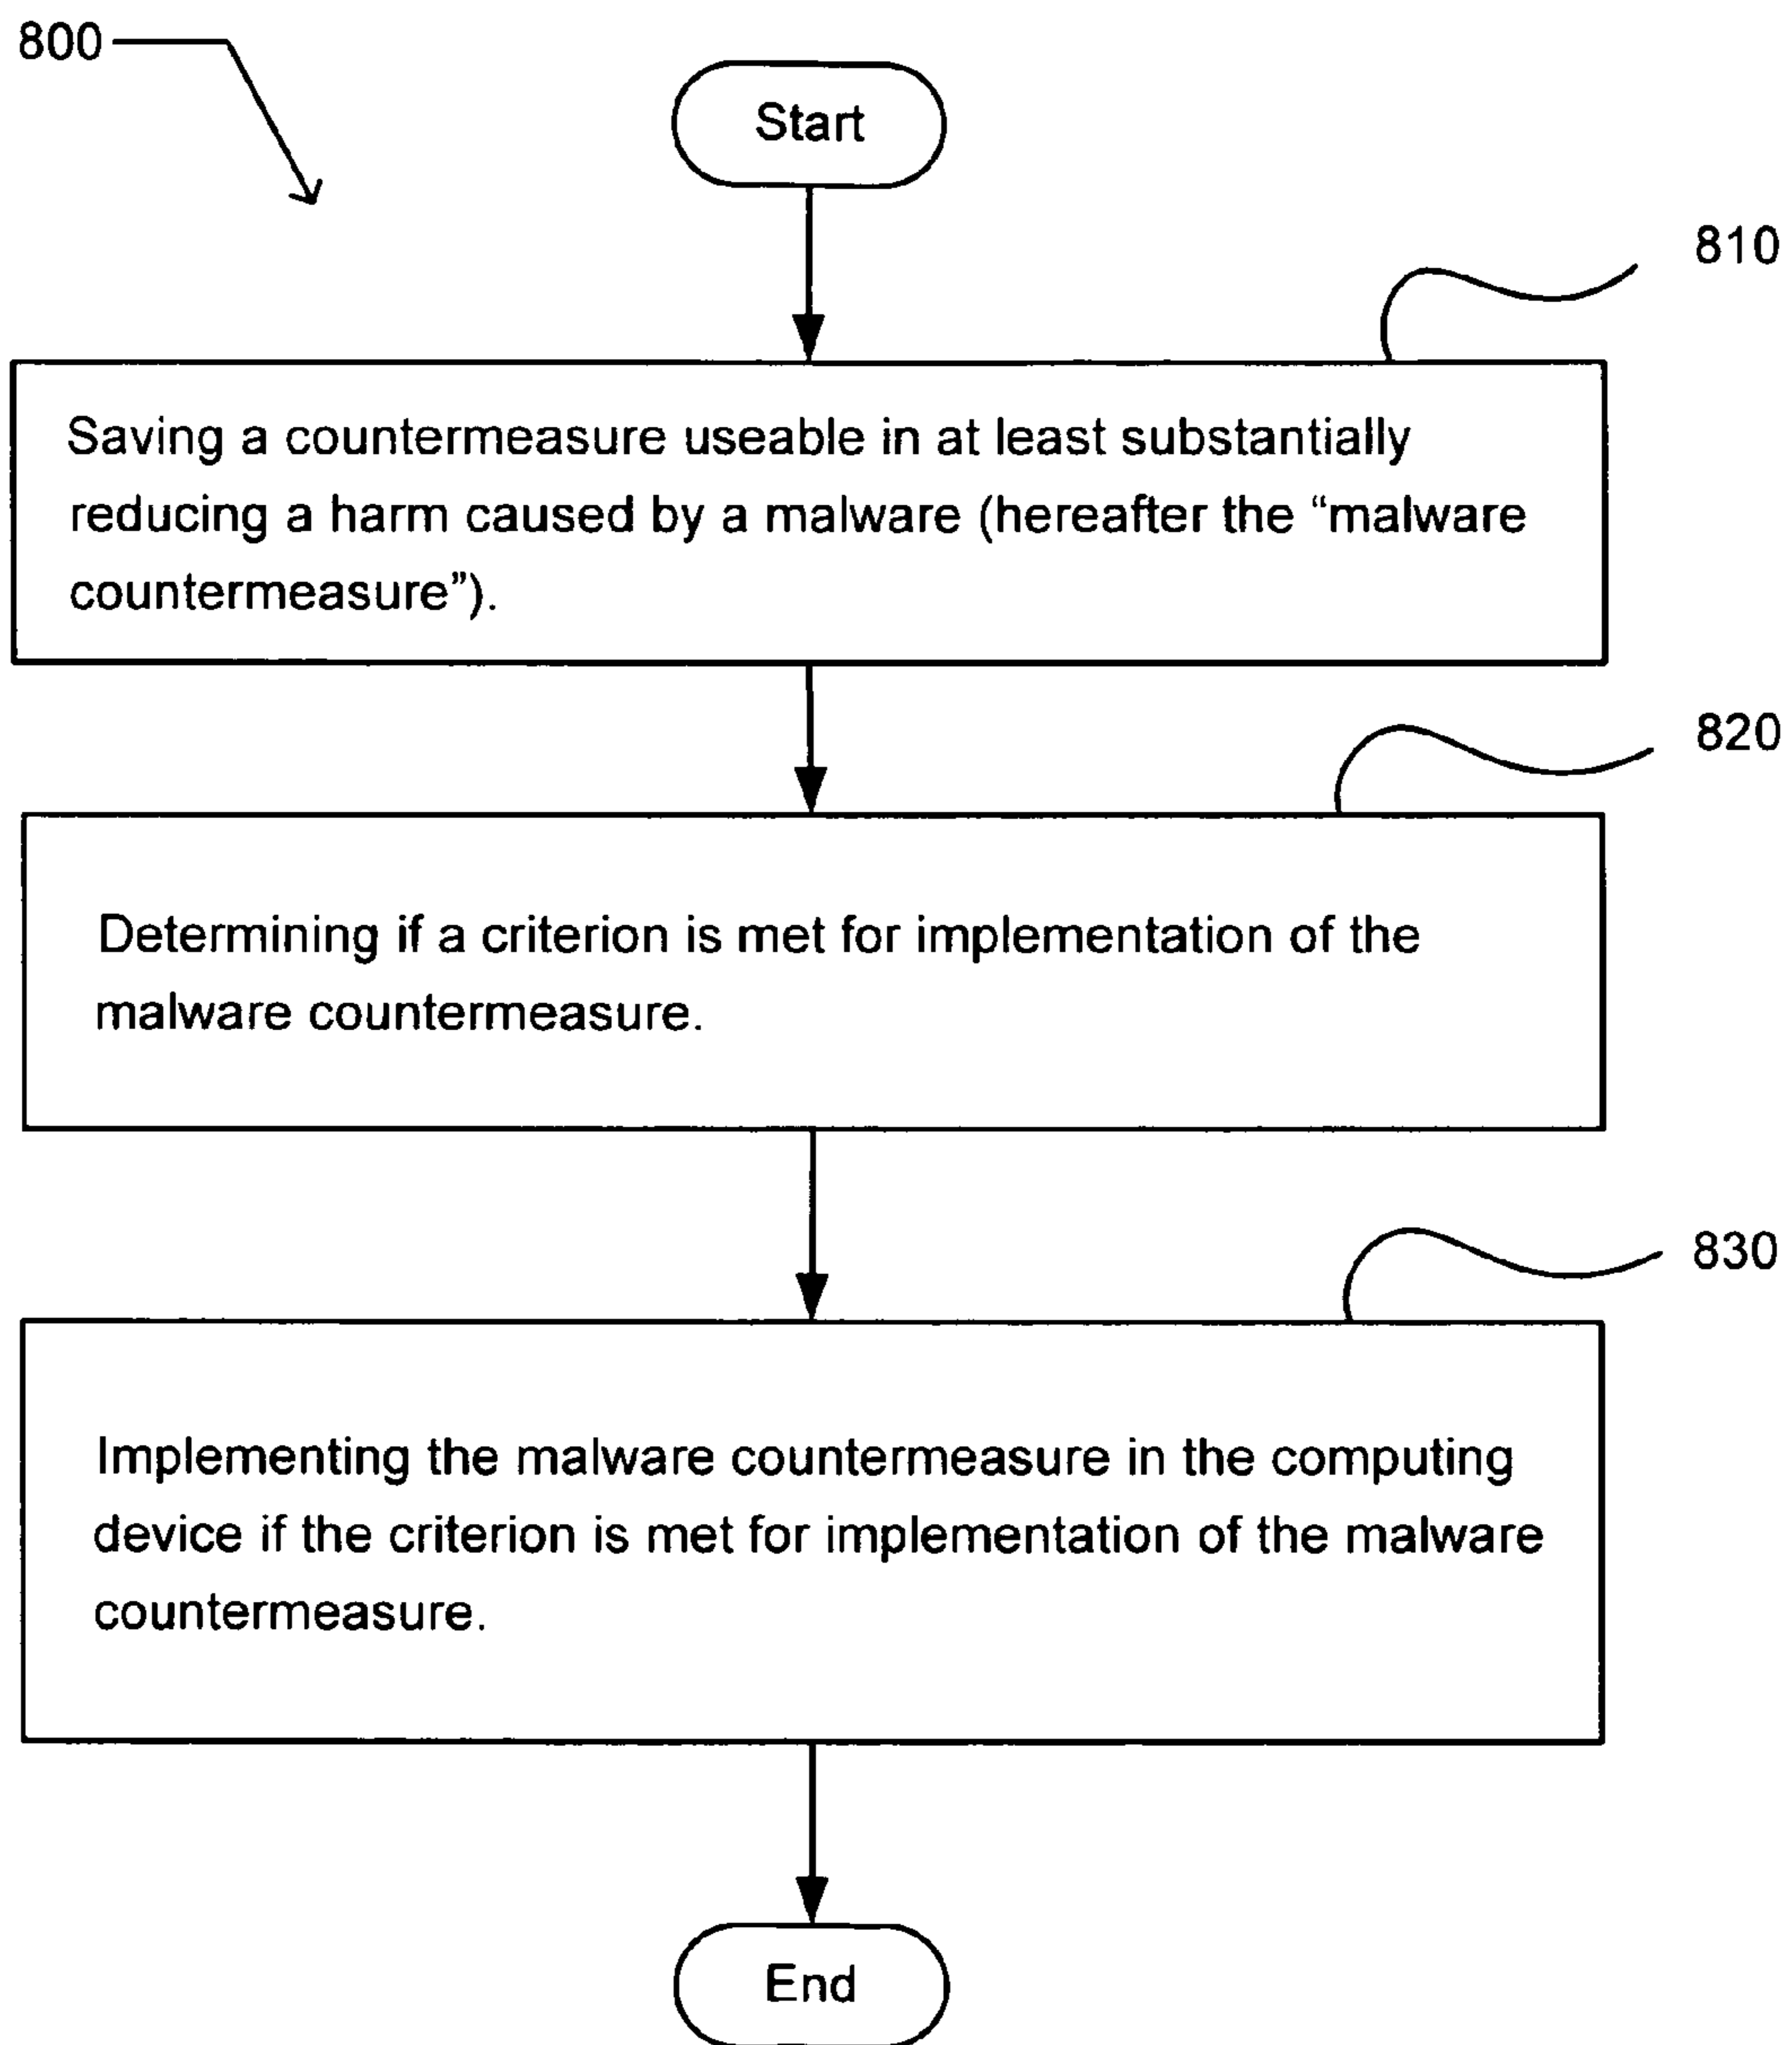 800
Start
810
Saving a countermeasure useable in at least substantially
reducing a harm caused by a malware (hereafter the “malware
countermeasure”).
820
Determining if a criterion is met for implementation of the
malware countermeasure.
830
Implementing the malware countermeasure in the computing
device if the criterion is met for implementation of the malware
countermeasure.
End